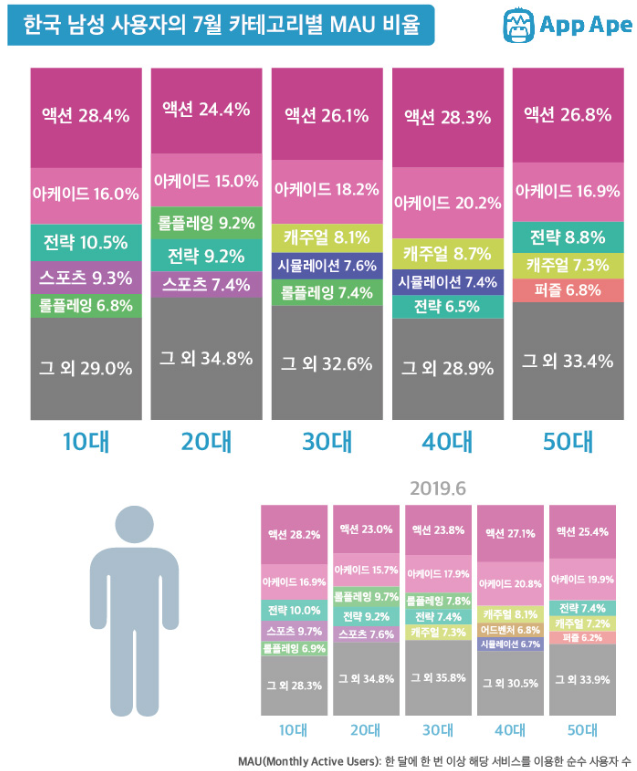 한국 남성 사용자의 7월 카테고리별 MAU 비율
App Ape
액션 28.4%
아케이드 16.0%
전략 10.5%
스포츠 9.3%
롤플레잉 6.8%
그 외 29.0%
10대
액션 24.4%
아케이드 15.0%
롤플레잉 9.2%
전략 9.2%
스포츠 7.4%
그 외 34.8%
20대
액션 26.1%
아케이드 18.2%
캐주얼 8.1%
시뮬레이션 7.6%
롤플레잉 7.4%
그 외 32.6%
30대
액션 28.3%
아케이드 20.2%
캐주얼 8.7%
시뮬레이션 7.4%
전략 6.5%
그 외 28.9%
40대
액션 26.8%
아케이드 16.9%
전략 8.8%
캐주얼 7.3%
퍼즐 6.8%
그 외 33.4%
50대
2019.6
액션 28.2%
아케이드 16.9%
전략 10.0%
스포츠 9.7%
롤플레잉 6.9%
그 외 28.3%
10대
액션 23.0%
아케이드 15.7%
롤플레잉 9.7%
전략 9.2%
스포츠 7.6%
그 외 34.8%
20대
액션 23.8%
아케이드 17.9%
롤플레잉 7.8%
전략 7.4%
캐주얼 7.3%
그 외 35.8%
30대
액션 27.1%
아케이드 20.8%
캐주얼 8.1%
어드벤처 6.8%
시뮬레이션 6.7%
그 외 30.5%
40대
액션 25.4%
아케이드 19.9%
전략 7.4%
캐주얼 7.2%
퍼즐 6.2%
그 외 33.9%
50대
MAU(Monthly Active Users): 한 달에 한 번 이상 해당 서비스를 이용한 순수 사용자 수